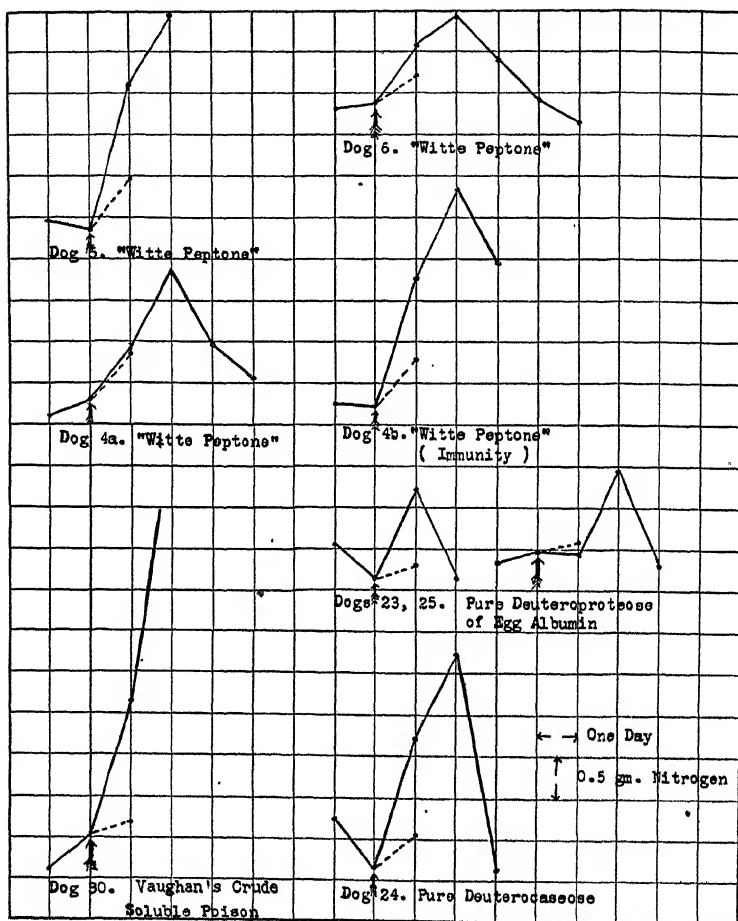 Dog 6. "Witte Peptone"
Dog 5. "Witte Peptone"
Dog 4a. "Witte Peptone"
Dog 4b. "Witte Peptone"
( Immunity )
Dogs 23, 25. Pure Deuteroproteose
of Egg Albumin
One Day
0.5 gm. Nitrogen
Dog 30. Vaughan's Crude
Soluble Poison
Dog 24. Pure Deuterocaseose